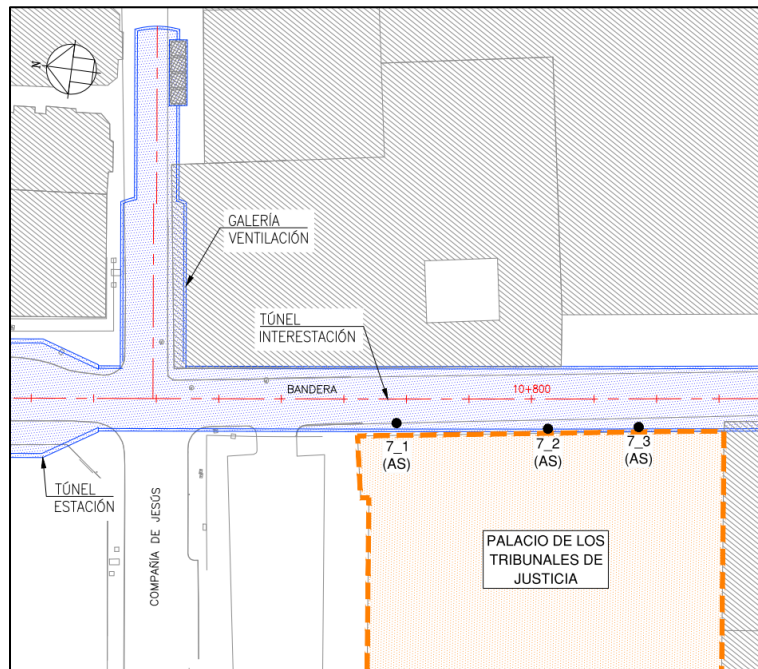 N
GALERÍA
VENTILACIÓN
TÚNEL
INTERESTACIÓN
BANDERA
10+800
7_1
(AS)
7_2
(AS)
7_3
(AS)
TÚNEL
ESTACIÓN
COMPAÑÍA DE JESÚS
PALACIO DE LOS
TRIBUNALES DE
JUSTICIA